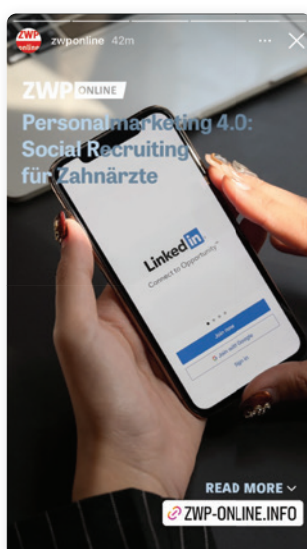 ZWP online
zwponline 42m
ZWP ONLINE
Personalmarketing 4.0:
Social Recruiting
für Zahnärzte
LinkedIn
Connect to Opportunity™
Join now
Join with Google
Sign in
READ MORE
ZWP-ONLINE.INFO